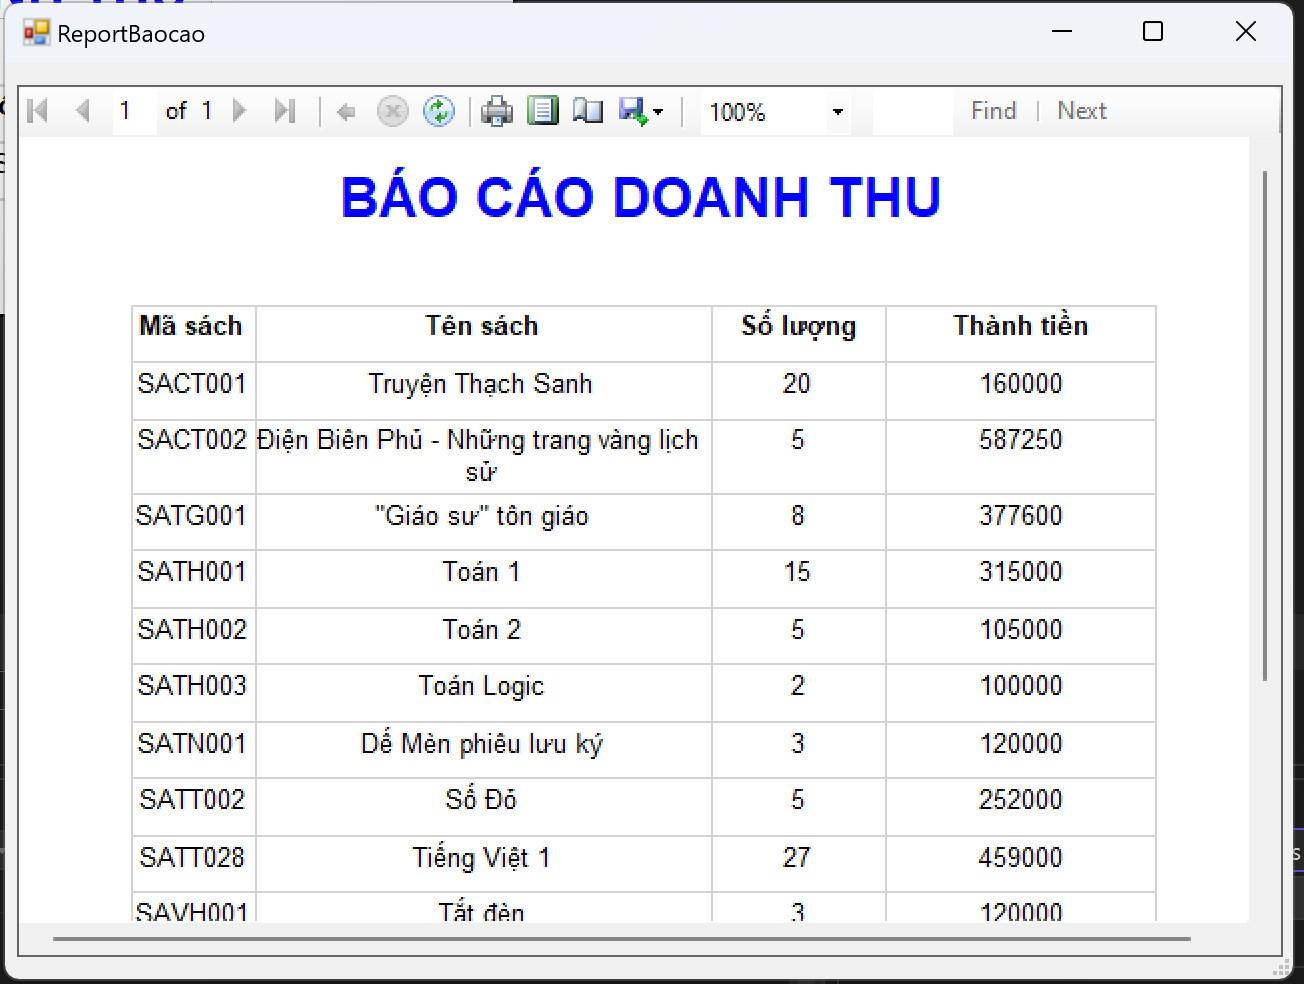 ReportBaocao
1 of 1 100% Find | Next
BÁO CÁO DOANH THU
Mã sách Tên sách Số lượng Thành tiền
SACT001 Truyện Thạch Sanh 20 160000
SACT002 Điện Biên Phủ - Những trang vàng lịch sử 5 587250
SATG001 "Giáo sư" tôn giáo 8 377600
SATH001 Toán 1 15 315000
SATH002 Toán 2 5 105000
SATH003 Toán Logic 2 100000
SATN001 Dế Mèn phiêu lưu ký 3 120000
SATT002 Số Đỏ 5 252000
SATT028 Tiếng Việt 1 27 459000
SAVH001 Tắt đèn 3 120000